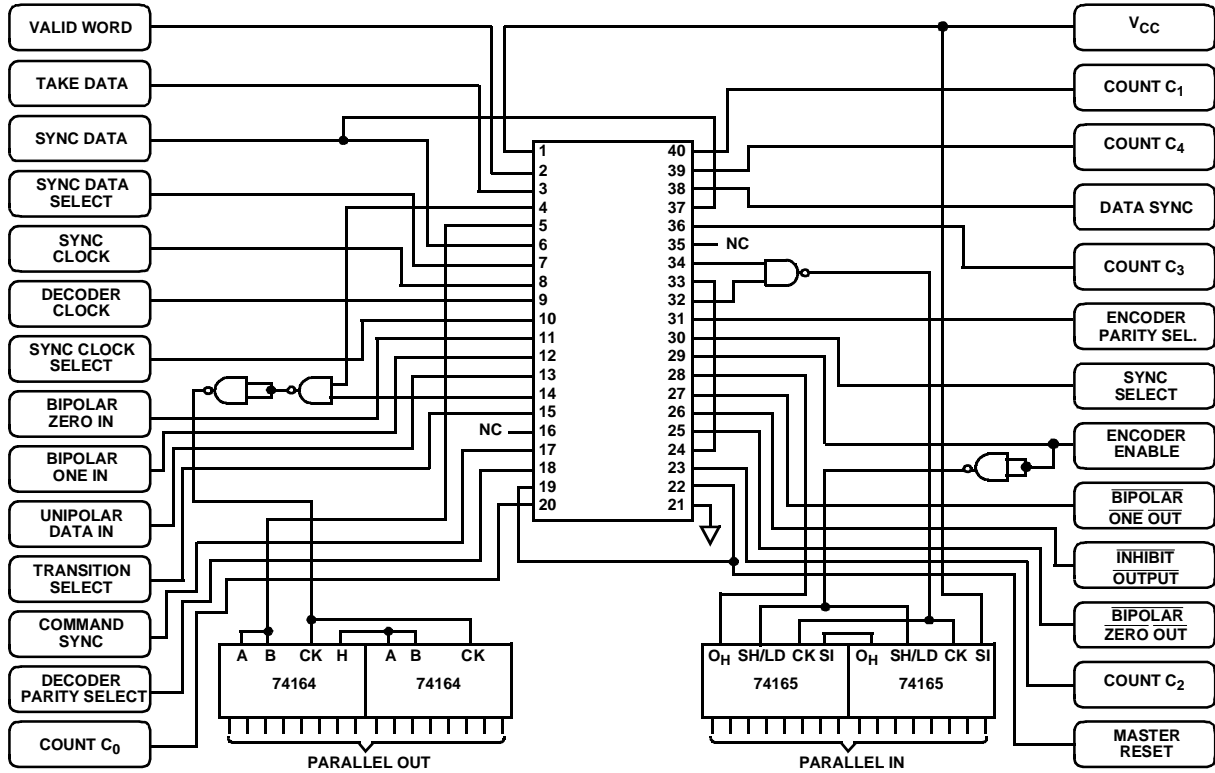 VALID WORD
TAKE DATA
SYNC DATA
SYNC DATA
SELECT
SYNC
CLOCK
DECODER
CLOCK
SYNC CLOCK
SELECT
BIPOLAR
ZERO IN
BIPOLAR
ONE IN
UNIPOLAR
DATA IN
TRANSITION
SELECT
COMMAND
SYNC
DECODER
PARITY SELECT
COUNT C0
1
2
3
4
5
6
7
8
9
10
11
12
13
14
15
NC 16
17
18
19
20
40
39
38
37
36
35 NC
34
33
32
31
30
29
28
27
26
25
24
23
22
21
VCC
COUNT C1
COUNT C4
DATA SYNC
COUNT C3
ENCODER
PARITY SEL.
SYNC
SELECT
ENCODER
ENABLE
BIPOLAR
ONE OUT
INHIBIT
OUTPUT
BIPOLAR
ZERO OUT
COUNT C2
MASTER
RESET
A B CK H A B CK
74164 74164
PARALLEL OUT
OH SH/LD CK SI OH SH/LD CK SI
74165 74165
PARALLEL IN